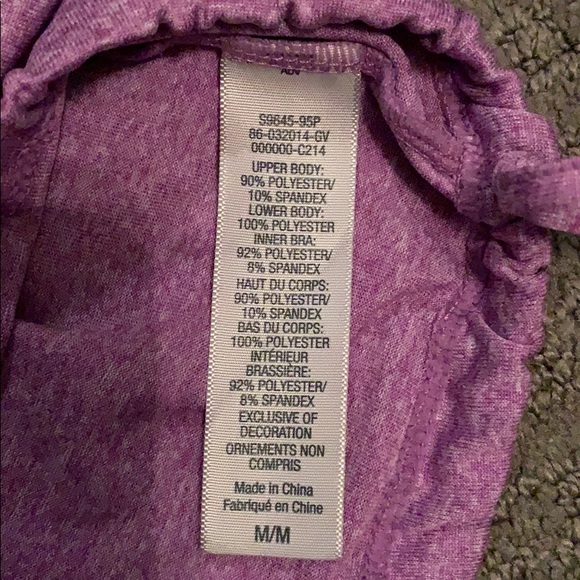 S9645-95P
86-032014-GV
000000-C214
UPPER BODY:
90% POLYESTER/
10% SPANDEX
LOWER BODY:
100% POLYESTER
INNER BRA:
92% POLYESTER/
8% SPANDEX
HAUT DU CORPS:
90% POLYESTER/
10% SPANDEX
BAS DU CORPS:
100% POLYESTER
INTÉRIEUR
BRASSIÈRE:
92% POLYESTER/
8% SPANDEX
EXCLUSIVE OF
DECORATION
ORNEMENTS NON
COMPRIS
Made in China
Fabriqué en Chine
M/M